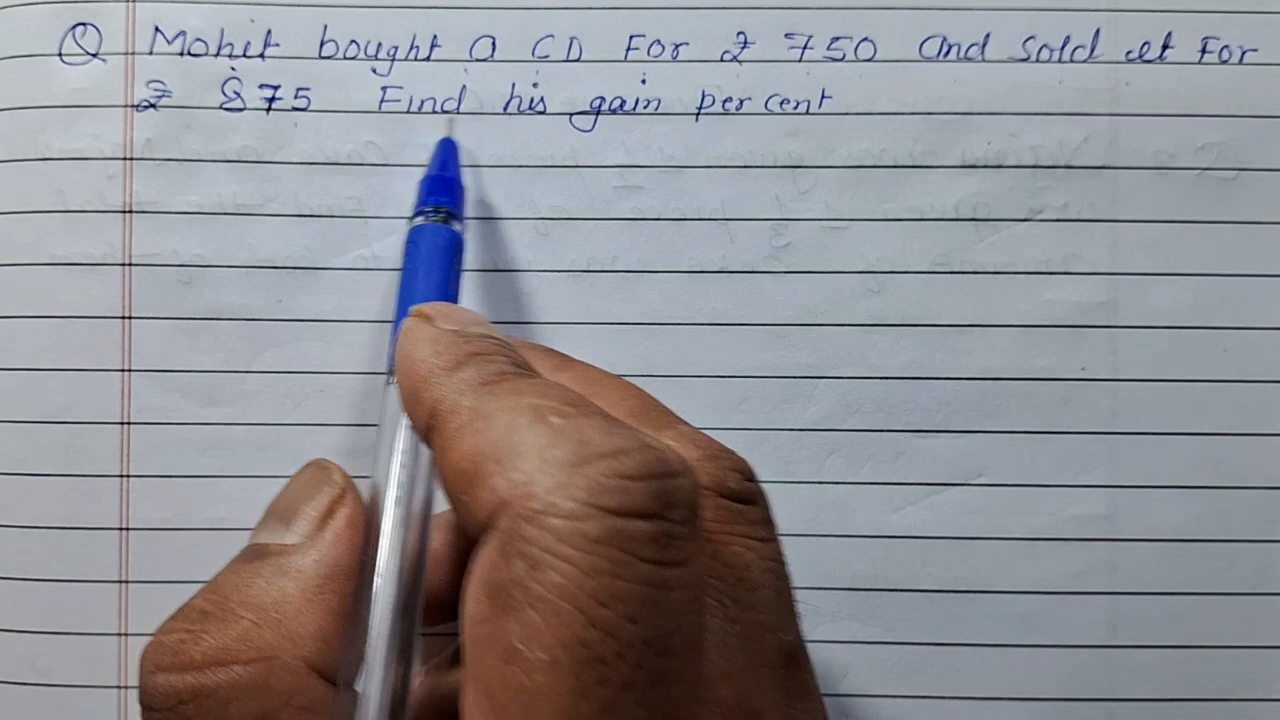 Q Mohit bought a CD For ₹ 750 and Sold it For
₹ 875 Find his gain per cent